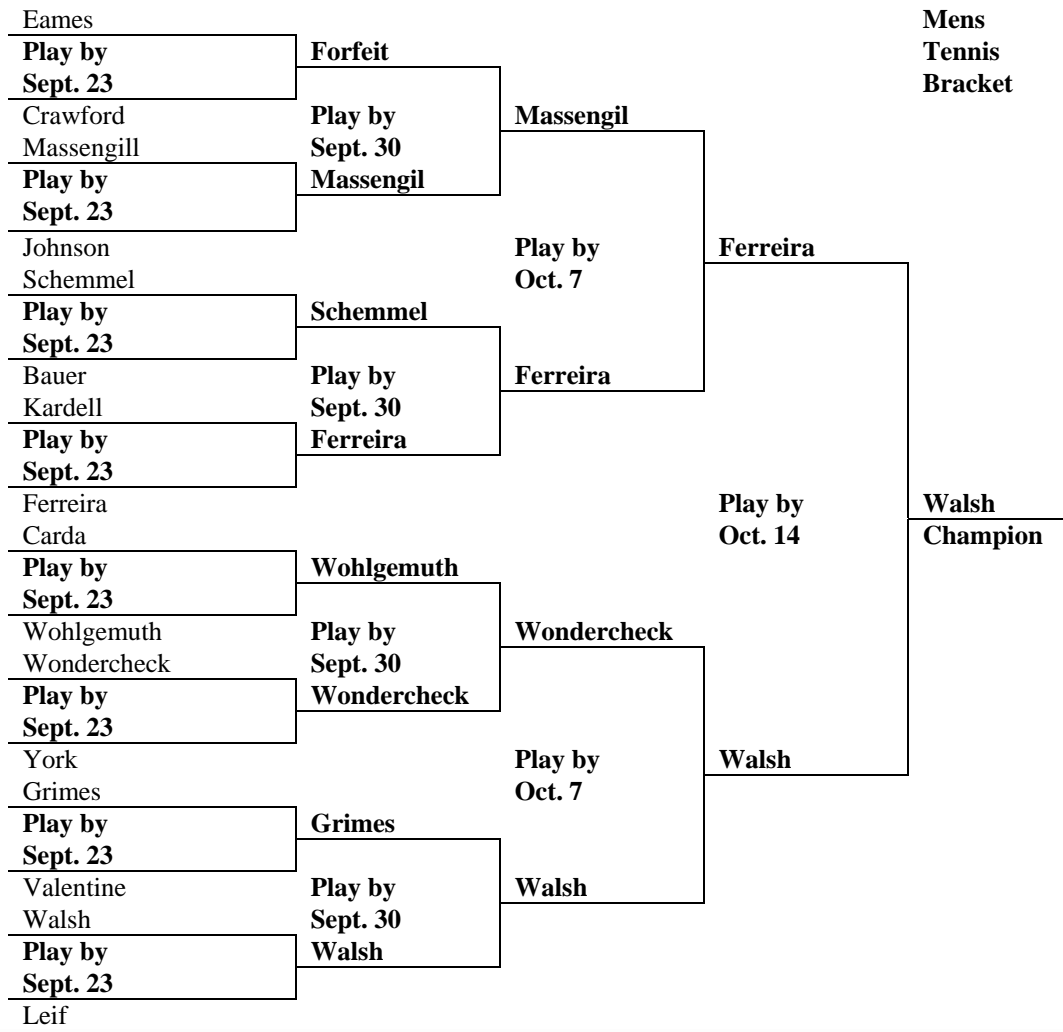 Eames
Mens
Play by
Forfeit
Tennis
Sept. 23
Bracket
Crawford
Play by
Massengil
Massengill
Sept. 30
Play by
Massengil
Sept. 23
Johnson
Play by
Ferreira
Schemmel
Oct. 7
Play by
Schemmel
Sept. 23
Bauer
Play by
Ferreira
Kardell
Sept. 30
Play by
Ferreira
Sept. 23
Ferreira
Play by
Walsh
Carda
Oct. 14
Champion
Play by
Wohlgemuth
Sept. 23
Wohlgemuth
Play by
Wondercheck
Wondercheck
Sept. 30
Play by
Wondercheck
Sept. 23
York
Play by
Walsh
Grimes
Oct. 7
Play by
Grimes
Sept. 23
Valentine
Play by
Walsh
Walsh
Sept. 30
Play by
Walsh
Sept. 23
Leif